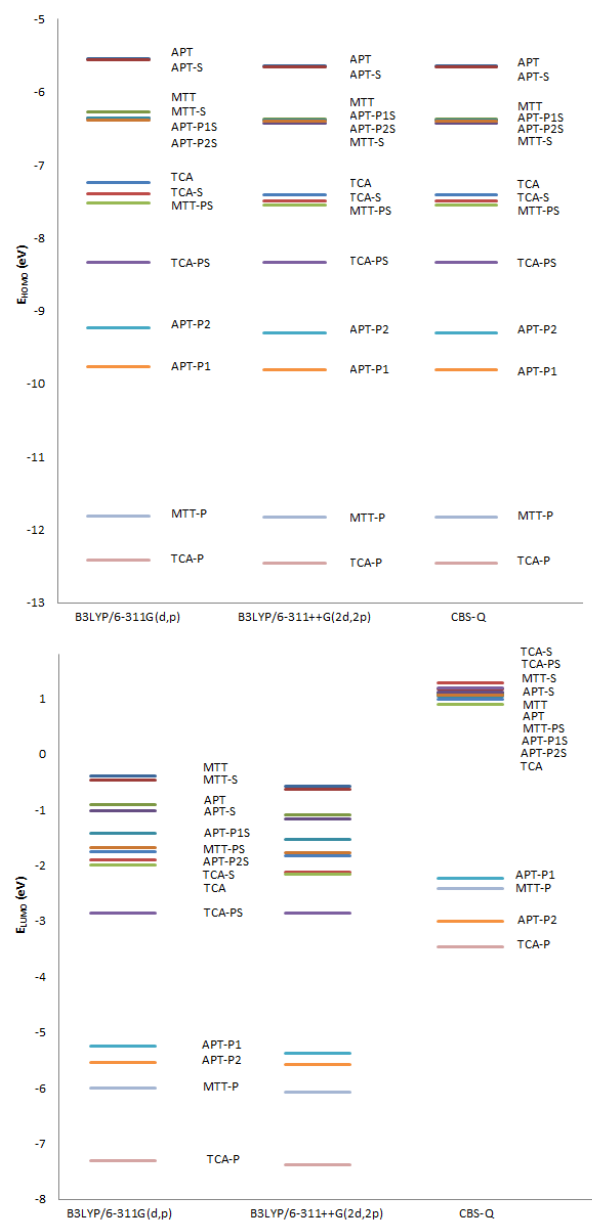 -5
-6
-7
-8
-9
-10
-11
-12
-13
EHOMO (eV)
APT
APT-S
MTT
MTT-S
APT-P1S
APT-P2S
TCA
TCA-S
MTT-PS
TCA-PS
APT-P2
APT-P1
MTT-P
TCA-P
APT
APT-S
MTT
APT-P1S
APT-P2S
MTT-S
TCA
TCA-S
MTT-PS
TCA-PS
APT-P2
APT-P1
MTT-P
TCA-P
APT
APT-S
MTT
APT-P1S
APT-P2S
MTT-S
TCA
TCA-S
MTT-PS
TCA-PS
APT-P2
APT-P1
MTT-P
TCA-P
B3LYP/6-311G(d,p) B3LYP/6-311++G(2d,2p) CBS-Q
1
0
-1
-2
-3
-4
-5
-6
-7
-8
ELUMO (eV)
MTT
MTT-S
APT
APT-S
APT-P1S
MTT-PS
APT-P2S
TCA-S
TCA
TCA-PS
APT-P1
APT-P2
MTT-P
TCA-P
TCA-S
TCA-PS
MTT-S
APT-S
MTT
APT
MTT-PS
APT-P1S
APT-P2S
TCA
APT-P1
MTT-P
APT-P2
TCA-P
B3LYP/6-311G(d,p) B3LYP/6-311++G(2d,2p) CBS-Q